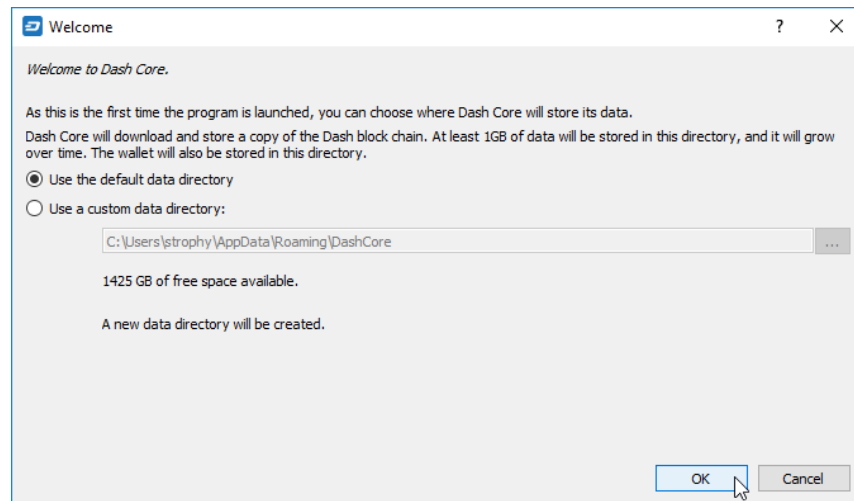 Welcome
?
Welcome to Dash Core.
As this is the first time the program is launched, you can choose where Dash Core will store its data.
Dash Core will download and store a copy of the Dash block chain. At least 1GB of data will be stored in this directory, and it will grow
over time. The wallet will also be stored in this directory.
Use the default data directory
Use a custom data directory:
C:\Users\strophy\AppData\Roaming\DashCore
...
1425 GB of free space available.
A new data directory will be created.
OK
Cancel